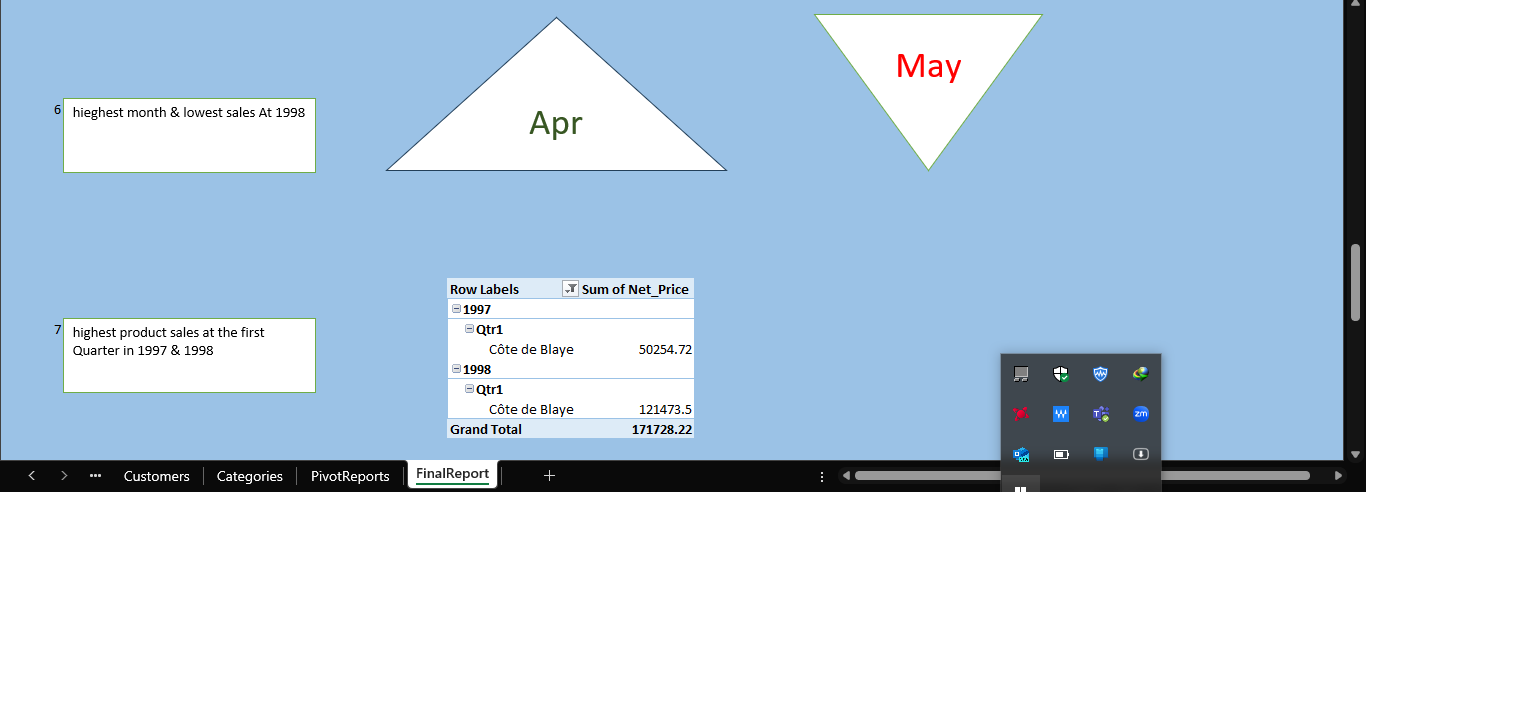 May
Apr
6
hieghest month & lowest sales At 1998
7
highest product sales at the first
Quarter in 1997 & 1998
Row Labels Sum of Net_Price
1997
Qtr1
Côte de Blaye 50254.72
1998
Qtr1
Côte de Blaye 121473.5
Grand Total 171728.22
zm
Customers Categories PivotReports FinalReport